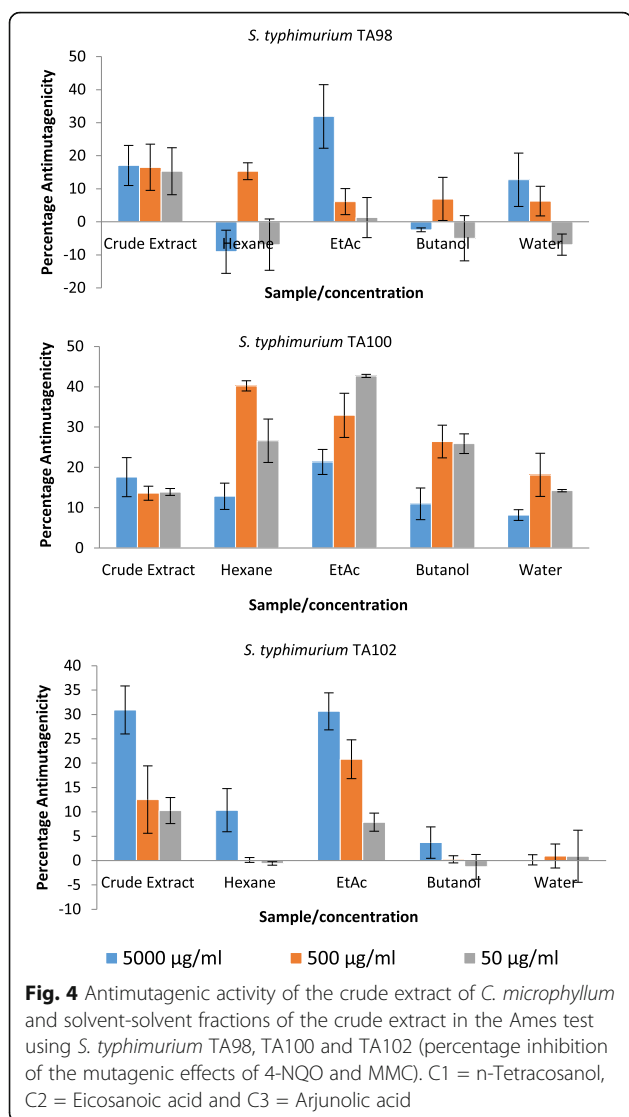 S. typhimurium TA98
Percentage Antimutagenicity
50
40
30
20
10
0
-10
-20
Crude Extract Hexane EtAc Butanol Water
Sample/concentration
S. typhimurium TA100
Percentage Antimutagenicity
50
40
30
20
10
0
Crude Extract Hexane EtAc Butanol Water
Sample/concentration
S. typhimurium TA102
Percentage Antimutagenicity
40
35
30
25
20
15
10
5
0
-5
-10
Crude Extract Hexane EtAc Butanol Water
Sample/concentration
5000 µg/ml 500 µg/ml 50 µg/ml
Fig. 4 Antimutagenic activity of the crude extract of C. microphyllum
and solvent-solvent fractions of the crude extract in the Ames test
using S. typhimurium TA98, TA100 and TA102 (percentage inhibition
of the mutagenic effects of 4-NQO and MMC). C1 = n-Tetracosanol,
C2 = Eicosanoic acid and C3 = Arjunolic acid